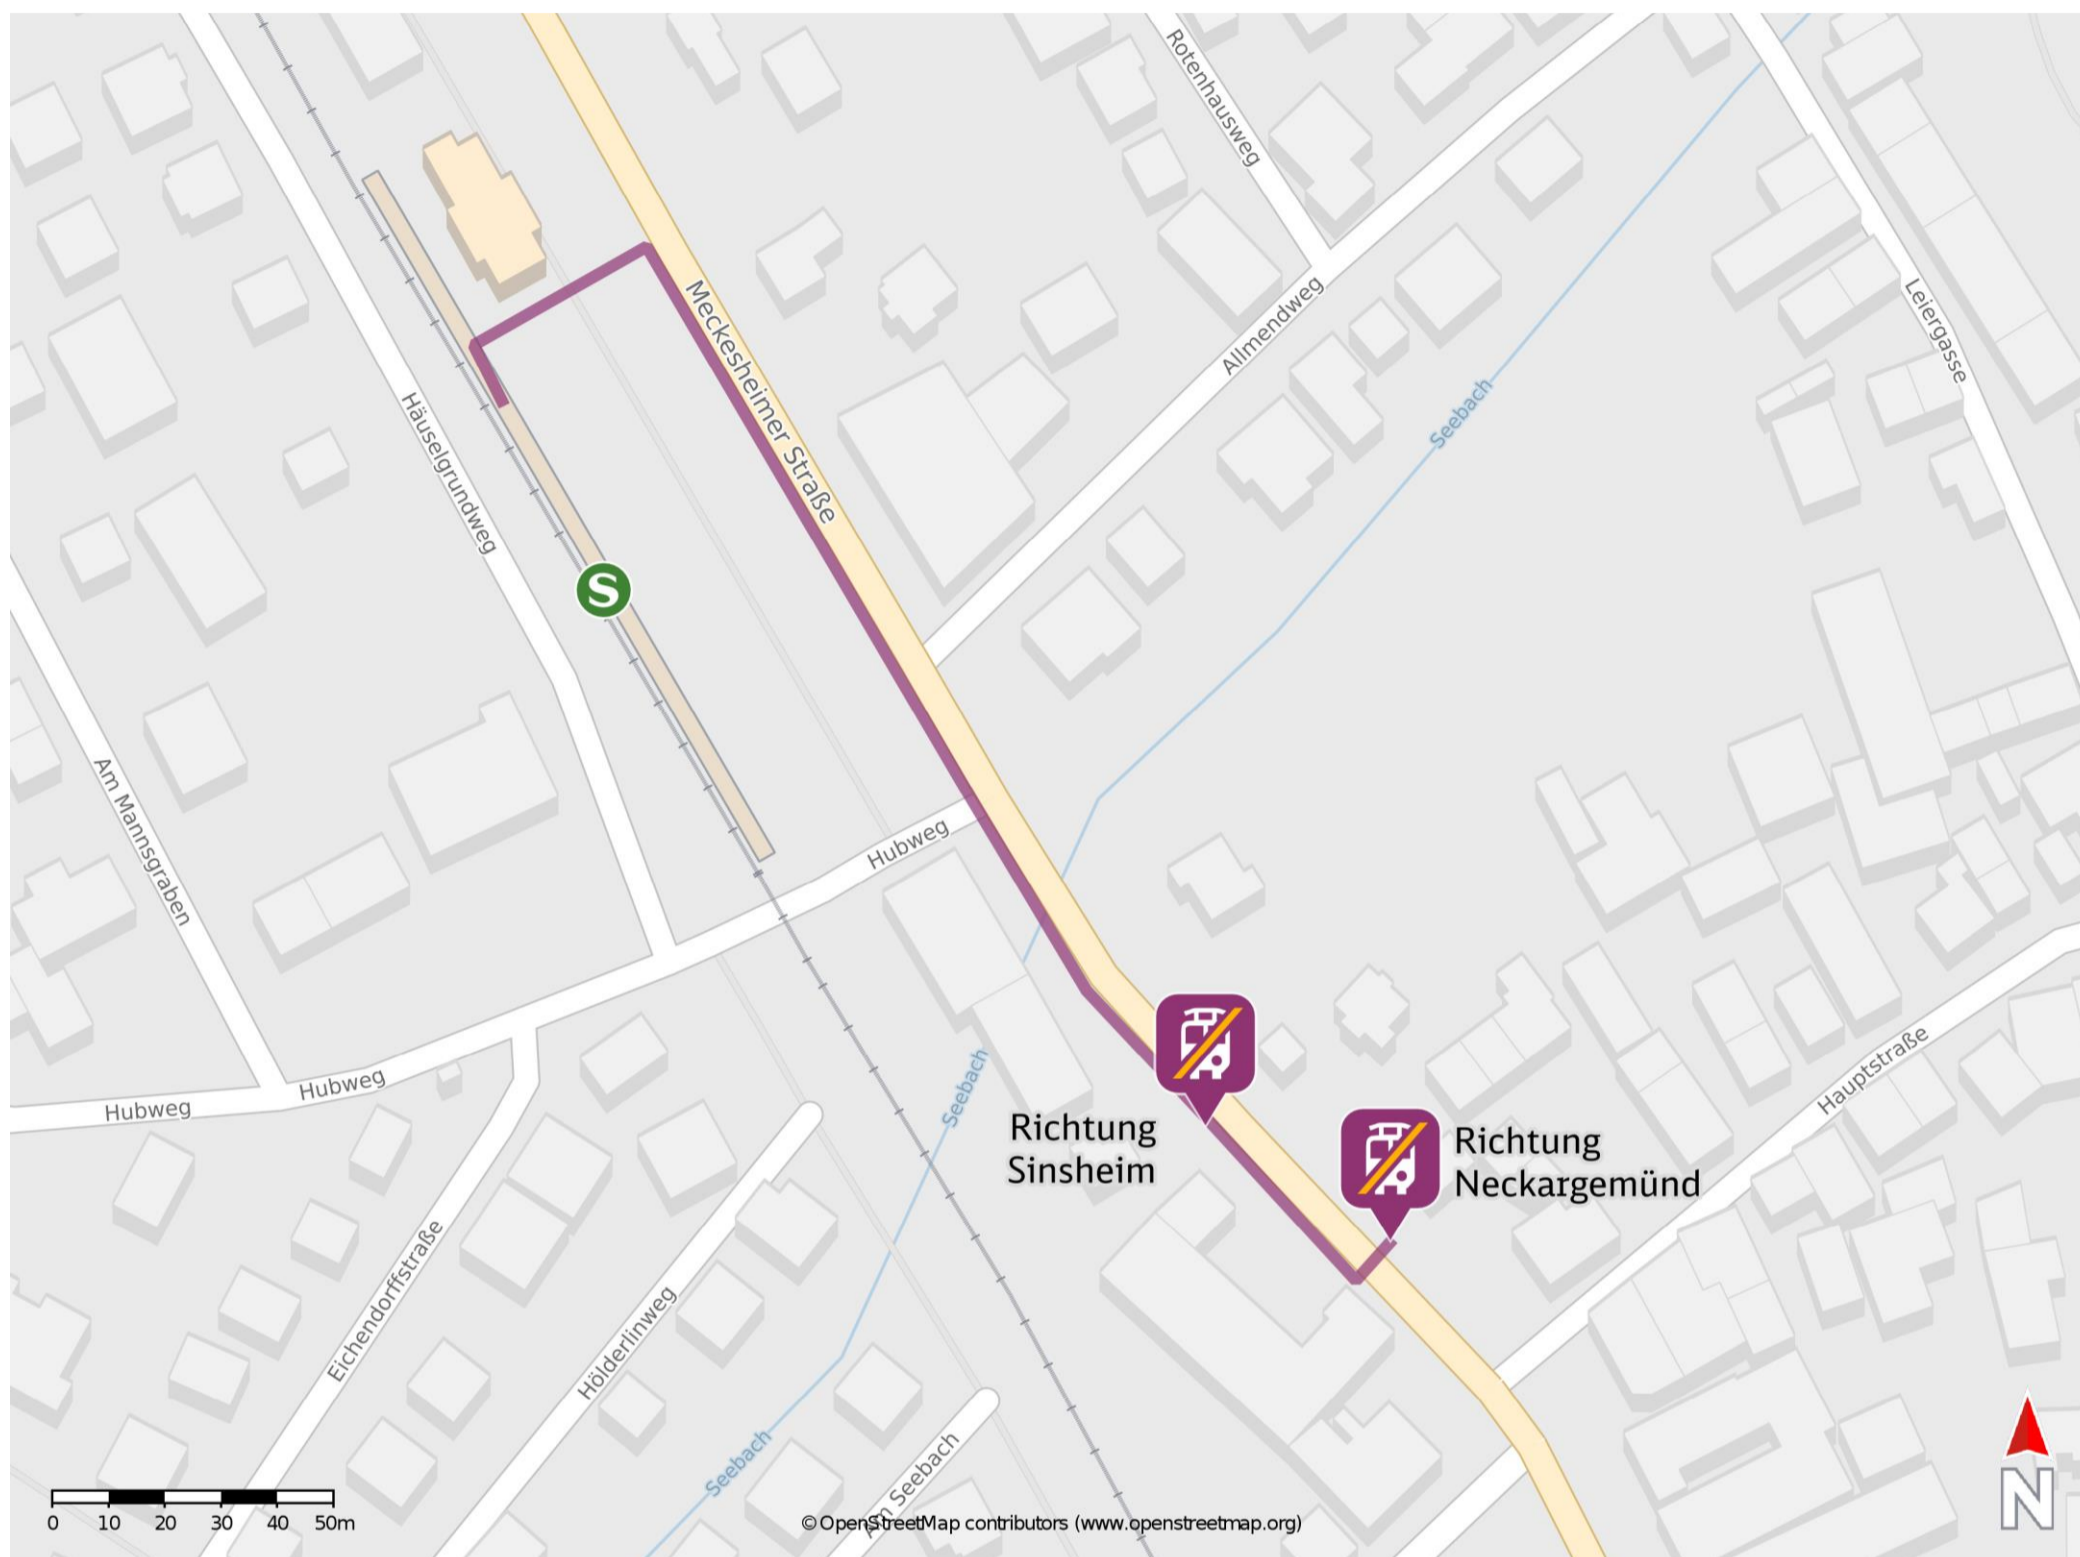 Rotenhausweg
Meckesheimer Straße
Allmendweg
Leiergasse
Seebach
Häuselgrundweg
S
Am Mannsgraben
Hubweg
Hubweg
Hubweg
Seebach
Hauptstraße
Richtung
Sinsheim
Richtung
Neckargemünd
Eichendorffstraße
Hölderlinweg
Seebach
Am Seebach
N
0 10 20 30 40 50m
© OpenStreetMap contributors (www.openstreetmap.org)